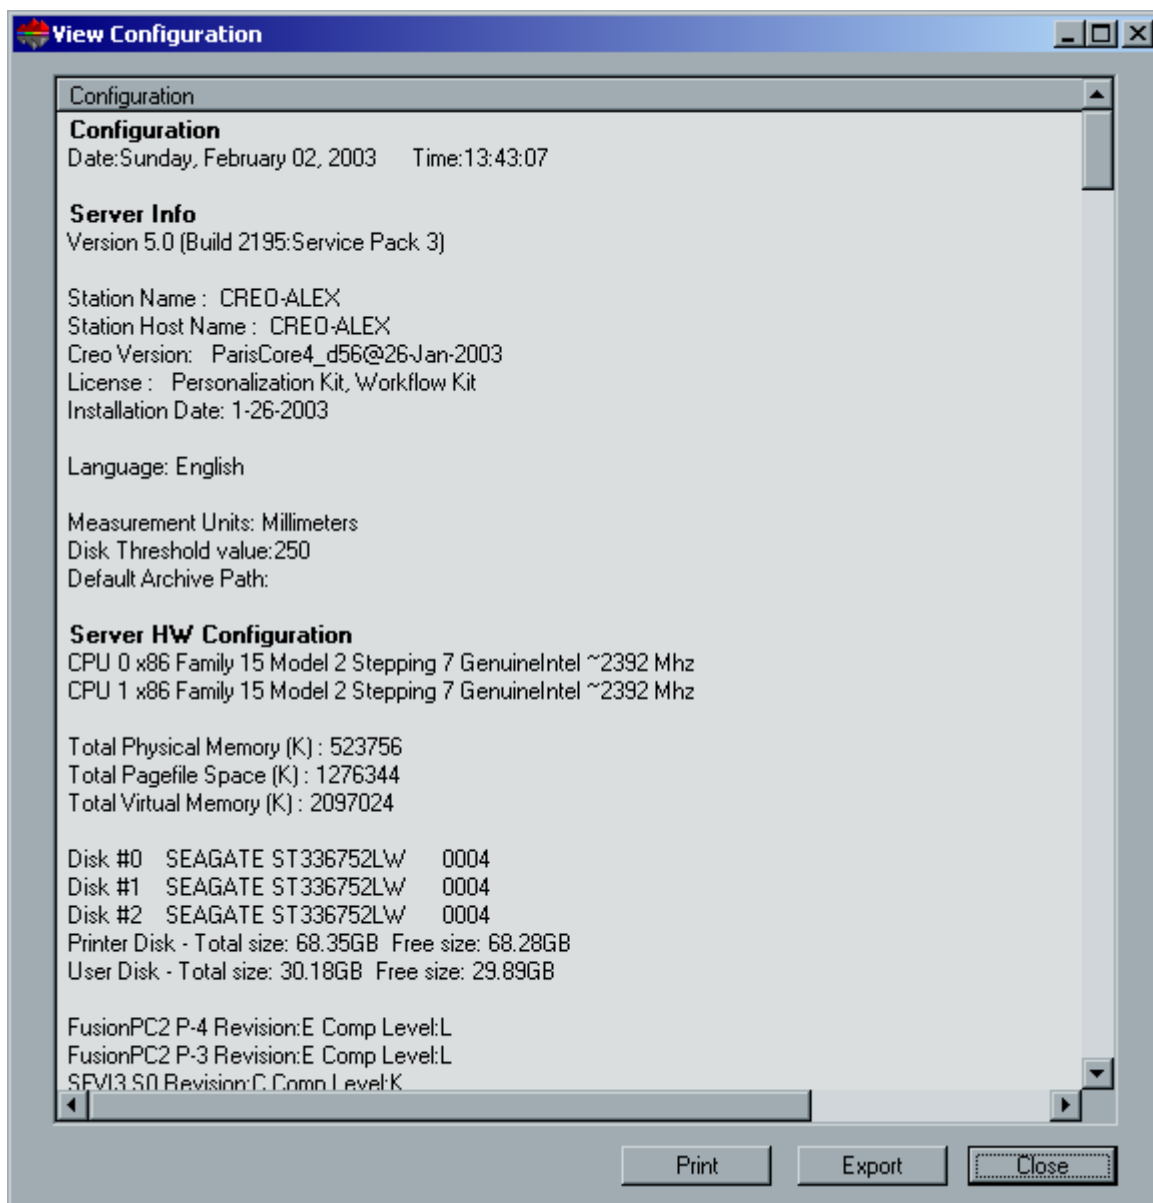 View Configuration
Configuration
Configuration
Date:Sunday, February 02, 2003 Time:13:43:07
Server Info
Version 5.0 (Build 2195:Service Pack 3)
Station Name : CREO-ALEX
Station Host Name : CREO-ALEX
Creo Version: ParisCore4_d56@26-Jan-2003
License : Personalization Kit, Workflow Kit
Installation Date: 1-26-2003
Language: English
Measurement Units: Millimeters
Disk Threshold value:250
Default Archive Path:
Server HW Configuration
CPU 0 x86 Family 15 Model 2 Stepping 7 GenuineIntel ~2392 Mhz
CPU 1 x86 Family 15 Model 2 Stepping 7 GenuineIntel ~2392 Mhz
Total Physical Memory (K) : 523756
Total Pagefile Space (K) : 1276344
Total Virtual Memory (K) : 2097024
Disk #0 SEAGATE ST336752LW 0004
Disk #1 SEAGATE ST336752LW 0004
Disk #2 SEAGATE ST336752LW 0004
Printer Disk - Total size: 68.35GB Free size: 68.28GB
User Disk - Total size: 30.18GB Free size: 29.89GB
FusionPC2 P-4 Revision:E Comp Level:L
FusionPC2 P-3 Revision:E Comp Level:L
S0 Revision:C Comp Level:K
Print
Export
Close